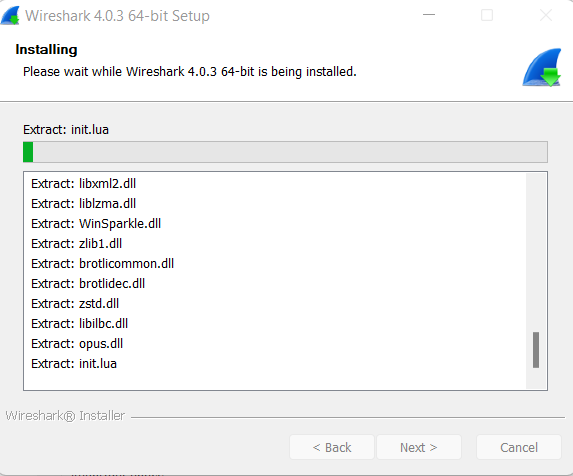 Wireshark 4.0.3 64-bit Setup
Installing
Please wait while Wireshark 4.0.3 64-bit is being installed.
Extract: init.lua
Extract: libxml2.dll
Extract: liblzma.dll
Extract: WinSparkle.dll
Extract: zlib1.dll
Extract: brotlicommon.dll
Extract: brotlidec.dll
Extract: zstd.dll
Extract: libilbc.dll
Extract: opus.dll
Extract: init.lua
Wireshark® Installer
< Back Next > Cancel